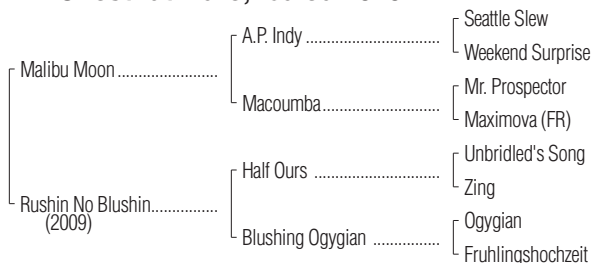 Seattle Slew
A.P. Indy ..............................
Weekend Surprise
Malibu Moon ......................
Mr. Prospector
Macoumba..........................
Maximova (FR)
Unbridled's Song
Half Ours ............................
Zing
Rushin No Blushin...............
(2009)
Ogygian
Blushing Ogygian ...............
Fruhlingshochzeit